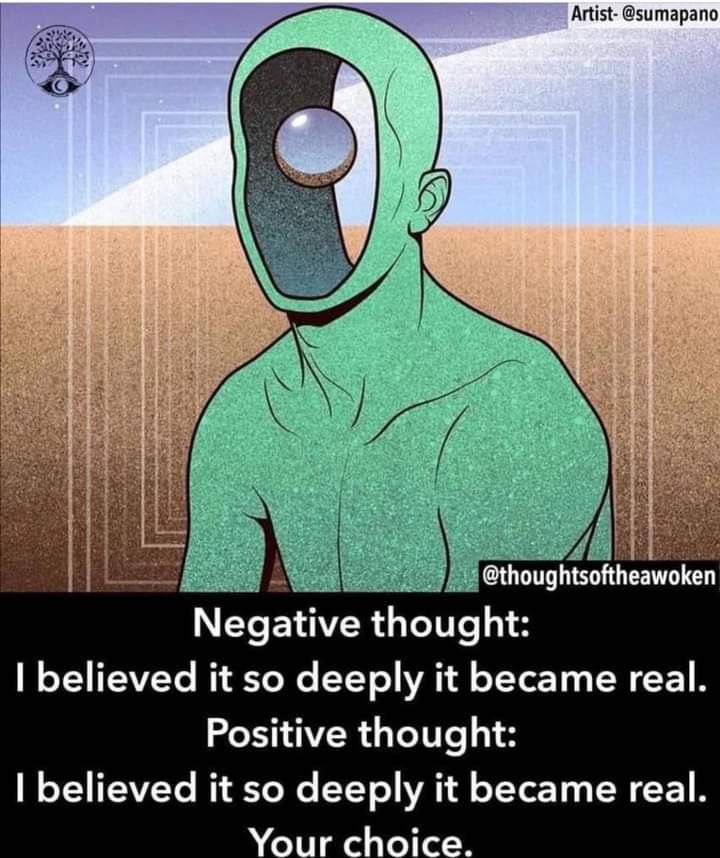 Artist- @sumapano
@thoughtsoftheawoken
Negative thought:
I believed it so deeply it became real.
Positive thought:
I believed it so deeply it became real.
Your choice.